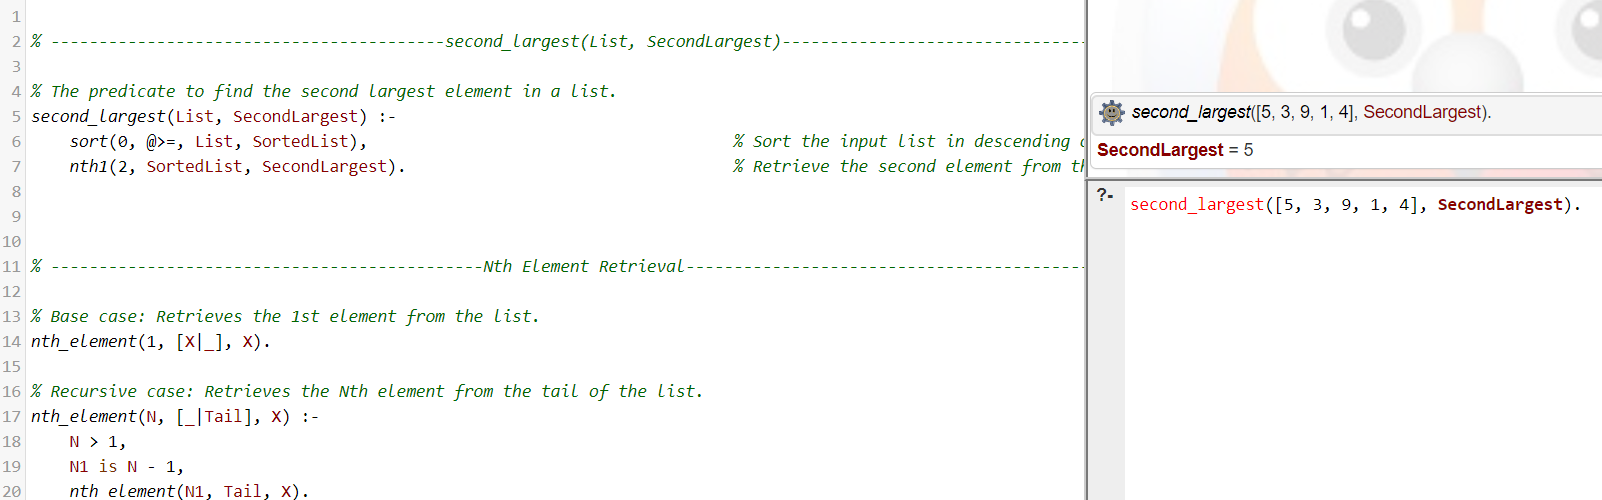 1
2 % -----------------------------------------second_largest(List, SecondLargest)--------------------------------
3
4 % The predicate to find the second largest element in a list.
5 second_largest(List, SecondLargest) :-
6     sort(0, @>=, List, SortedList),                                      % Sort the input list in descending
7     nth1(2, SortedList, SecondLargest).                                  % Retrieve the second element from
8
9
10
11 % ---------------------------------------------Nth Element Retrieval------------------------------------------
12
13 % Base case: Retrieves the 1st element from the list.
14 nth_element(1, [X|_], X).
15
16 % Recursive case: Retrieves the Nth element from the tail of the list.
17 nth_element(N, [_|Tail], X) :-
18     N > 1,
19     N1 is N - 1,
20     nth_element(N1, Tail, X).
second_largest([5, 3, 9, 1, 4], SecondLargest).
SecondLargest = 5
?- second_largest([5, 3, 9, 1, 4], SecondLargest).